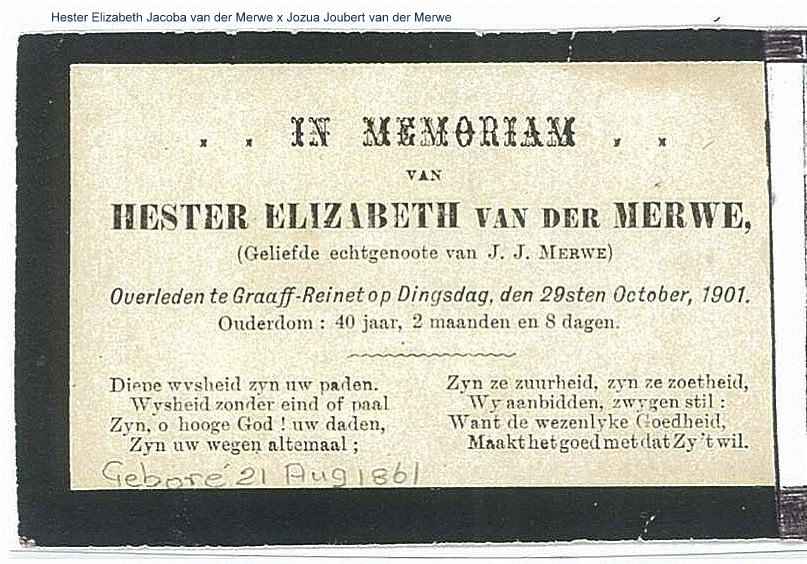 Hester Elizabeth Jacoba van der Merwe x Jozua Joubert van der Merwe
. . IN MEMORIAM . .
VAN
HESTER ELIZABETH VAN DER MERWE,
(Geliefde echtgenoote van J. J. MERWE)
Overleden te Graaff-Reinet op Dingsdag, den 29sten October, 1901.
Ouderdom : 40 jaar, 2 maanden en 8 dagen.
Diepe wysheid zyn uw paden.
Wysheid zonder eind of paal
Zyn, o hooge God ! uw daden,
Zyn uw wegen altemaal ;
Zyn ze zuurheid, zyn ze zoetheid,
Wy aanbidden, zwygen stil :
Want de wezenlyke Goedheid,
Maakt het goed met dat Zy 't wil.
Geboré 21 Aug 1861